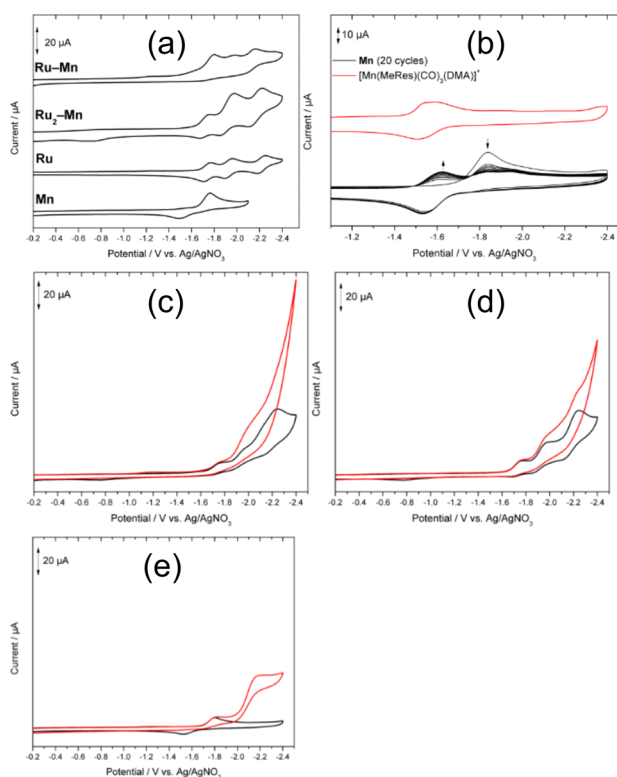 20 µA
(a)
Ru–Mn
Ru₂–Mn
Ru
Mn
Current / µA
-0.2 -0.4 -0.6 -0.8 -1.0 -1.2 -1.4 -1.6 -1.8 -2.0 -2.2 -2.4
Potential / V vs. Ag/AgNO₃
10 µA
(b)
Mn (20 cycles)
[Mn(MeRes)(CO)₃(DMA)]⁺
Current / µA
-1.2 -1.4 -1.6 -1.8 -2.0 -2.2 -2.4
Potential / V vs. Ag/AgNO₃
20 µA
(c)
Current / µA
-0.2 -0.4 -0.6 -0.8 -1.0 -1.2 -1.4 -1.6 -1.8 -2.0 -2.2 -2.4
Potential / V vs. Ag/AgNO₃
20 µA
(d)
Current / µA
-0.2 -0.4 -0.6 -0.8 -1.0 -1.2 -1.4 -1.6 -1.8 -2.0 -2.2 -2.4
Potential / V vs. Ag/AgNO₃
20 µA
(e)
Current / µA
-0.2 -0.4 -0.6 -0.8 -1.0 -1.2 -1.4 -1.6 -1.8 -2.0 -2.2 -2.4
Potential / V vs. Ag/AgNO₃